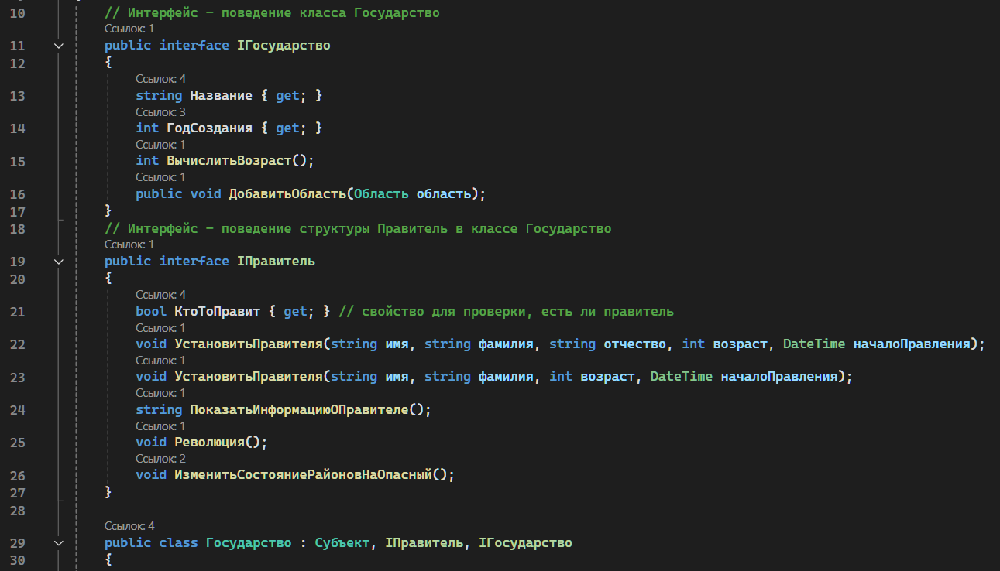 10 // Интерфейс – поведение класса Государство
Ссылок: 1
11 public interface IГосударство
12 {
Ссылок: 4
13 string Название { get; }
Ссылок: 3
14 int ГодСоздания { get; }
Ссылок: 1
15 int ВычислитьВозраст();
Ссылок: 1
16 public void ДобавитьОбласть(Область область);
17 }
18 // Интерфейс – поведение структуры Правитель в классе Государство
Ссылок: 1
19 public interface IПравитель
20 {
Ссылок: 4
21 bool КтоТоПравит { get; } // свойство для проверки, есть ли правитель
Ссылок: 1
22 void УстановитьПравителя(string имя, string фамилия, string отчество, int возраст, DateTime началоПравления);
Ссылок: 1
23 void УстановитьПравителя(string имя, string фамилия, int возраст, DateTime началоПравления);
Ссылок: 1
24 string ПоказатьИнформациюОПравителе();
Ссылок: 1
25 void Революция();
Ссылок: 2
26 void ИзменитьСостояниеРайоновНаОпасный();
27 }
28
Ссылок: 4
29 public class Государство : Субъект, IПравитель, IГосударство
30 {